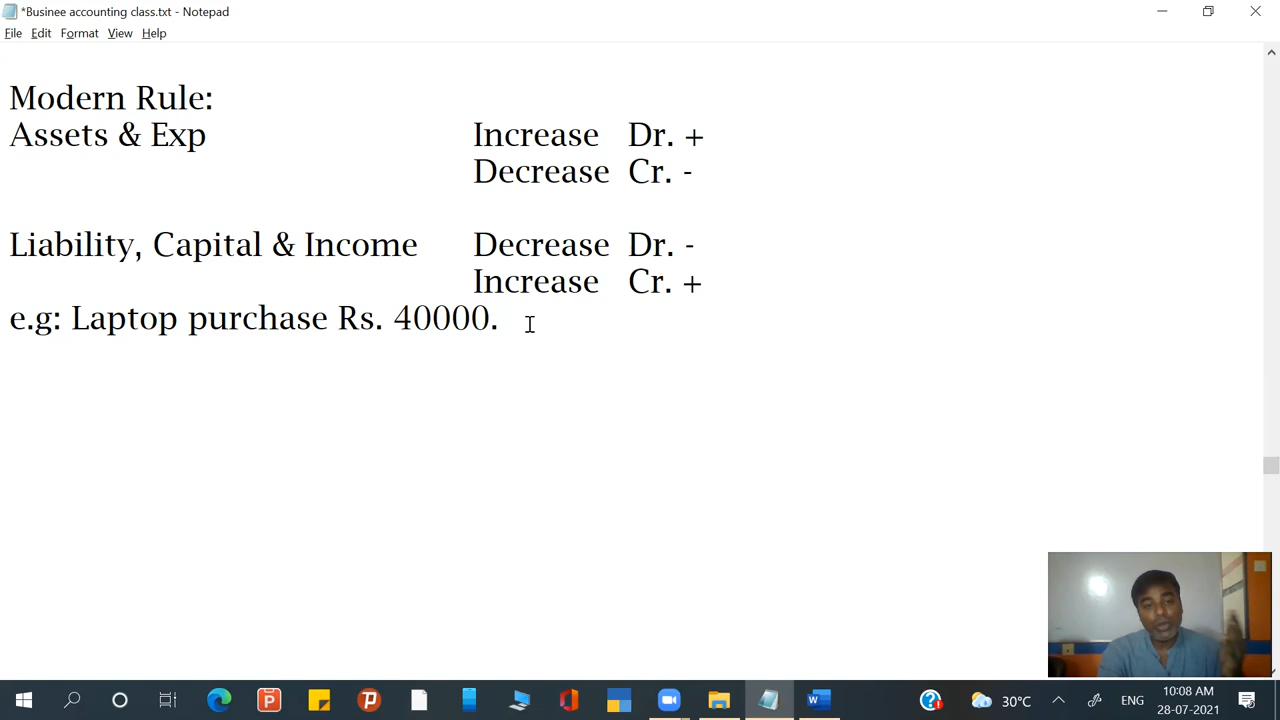 *Businee accounting class.txt - Notepad
File Edit Format View Help
Modern Rule:
Assets & Exp Increase Dr. +
Decrease Cr. -
Liability, Capital & Income Decrease Dr. -
Increase Cr. +
e.g: Laptop purchase Rs. 40000.
30°C ENG 10:08 AM
28-07-2021